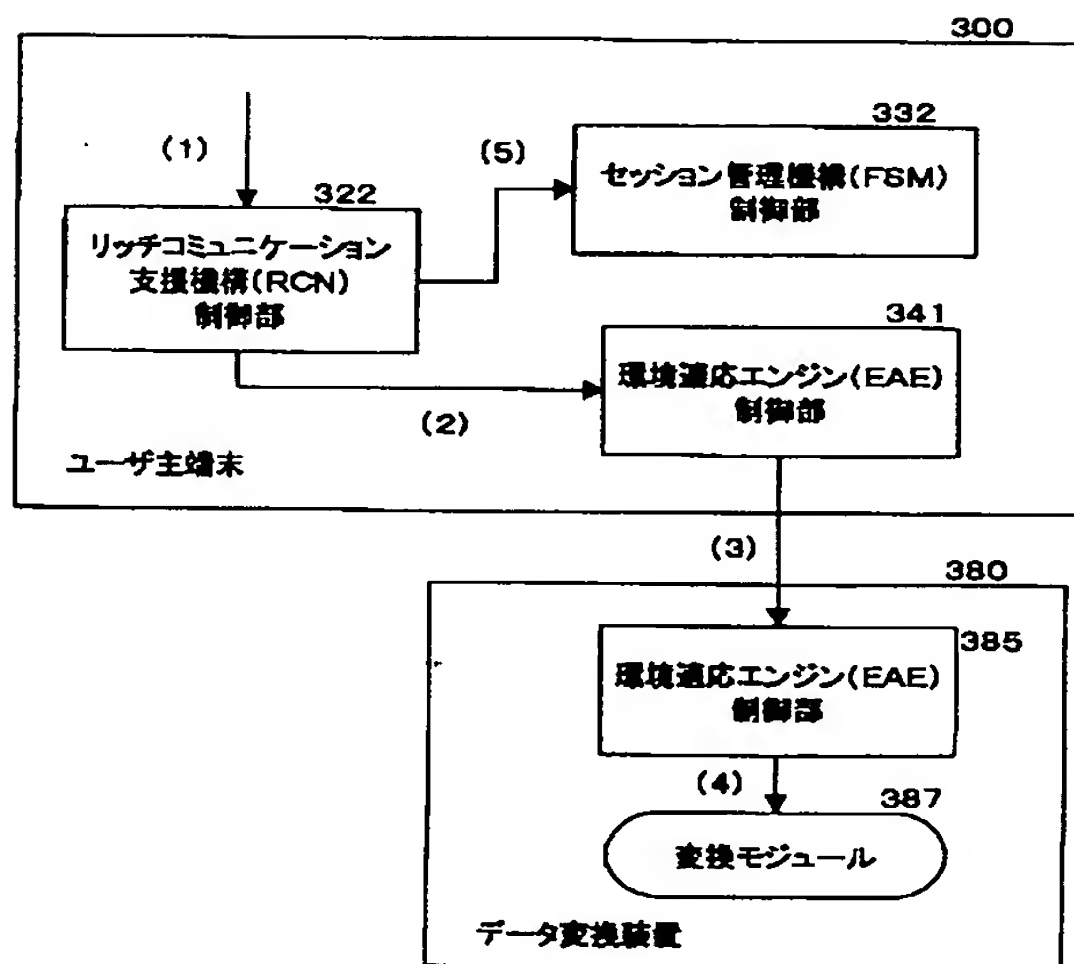 300
332
(1)
(5)
セッション管理機構(FSM)
制御部
322
リッチコミュニケーション
支援機構(RCN)
制御部
341
環境適応エンジン(EAE)
制御部
(2)
ユーザ主端末
(3)
380
385
環境適応エンジン(EAE)
制御部
(4)
387
変換モジュール
データ変換装置